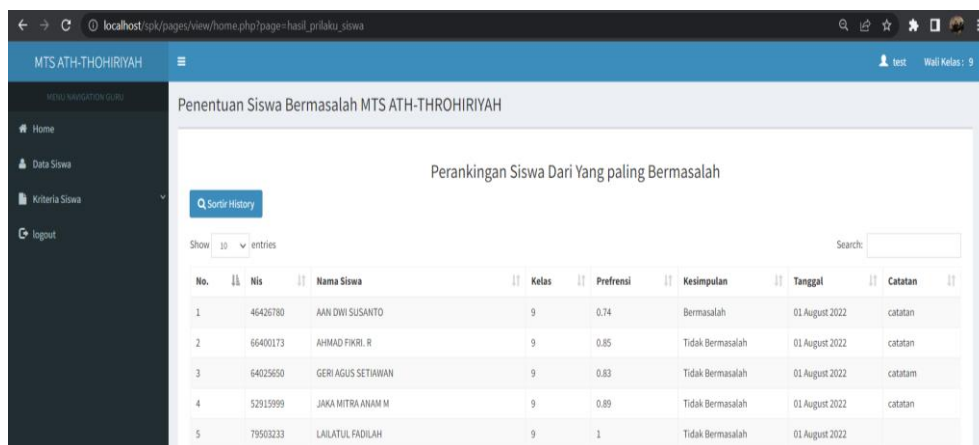 localhost/spk/pages/view/home.php?page=hasil_prilaku_siswa
MTS ATH-THOHIRIYAH
test Wali Kelas : 9
MENU NAVIGATION GURU
Home
Data Siswa
Kriteria Siswa
logout
Penentuan Siswa Bermasalah MTS ATH-THROHIRIYAH
Perankingan Siswa Dari Yang paling Bermasalah
Sortir History
Show 10 entries Search:
No. Nis Nama Siswa Kelas Prefrensi Kesimpulan Tanggal Catatan
1 46426780 AAN DWI SUSANTO 9 0.74 Bermasalah 01 August 2022 catatan
2 66400173 AHMAD FIKRI. R 9 0.85 Tidak Bermasalah 01 August 2022 catatan
3 64025650 GERI AGUS SETIAWAN 9 0.83 Tidak Bermasalah 01 August 2022 catatam
4 52915999 JAKA MITRA ANAM M 9 0.89 Tidak Bermasalah 01 August 2022 catatan
5 79503233 LAILATUL FADILAH 9 1 Tidak Bermasalah 01 August 2022